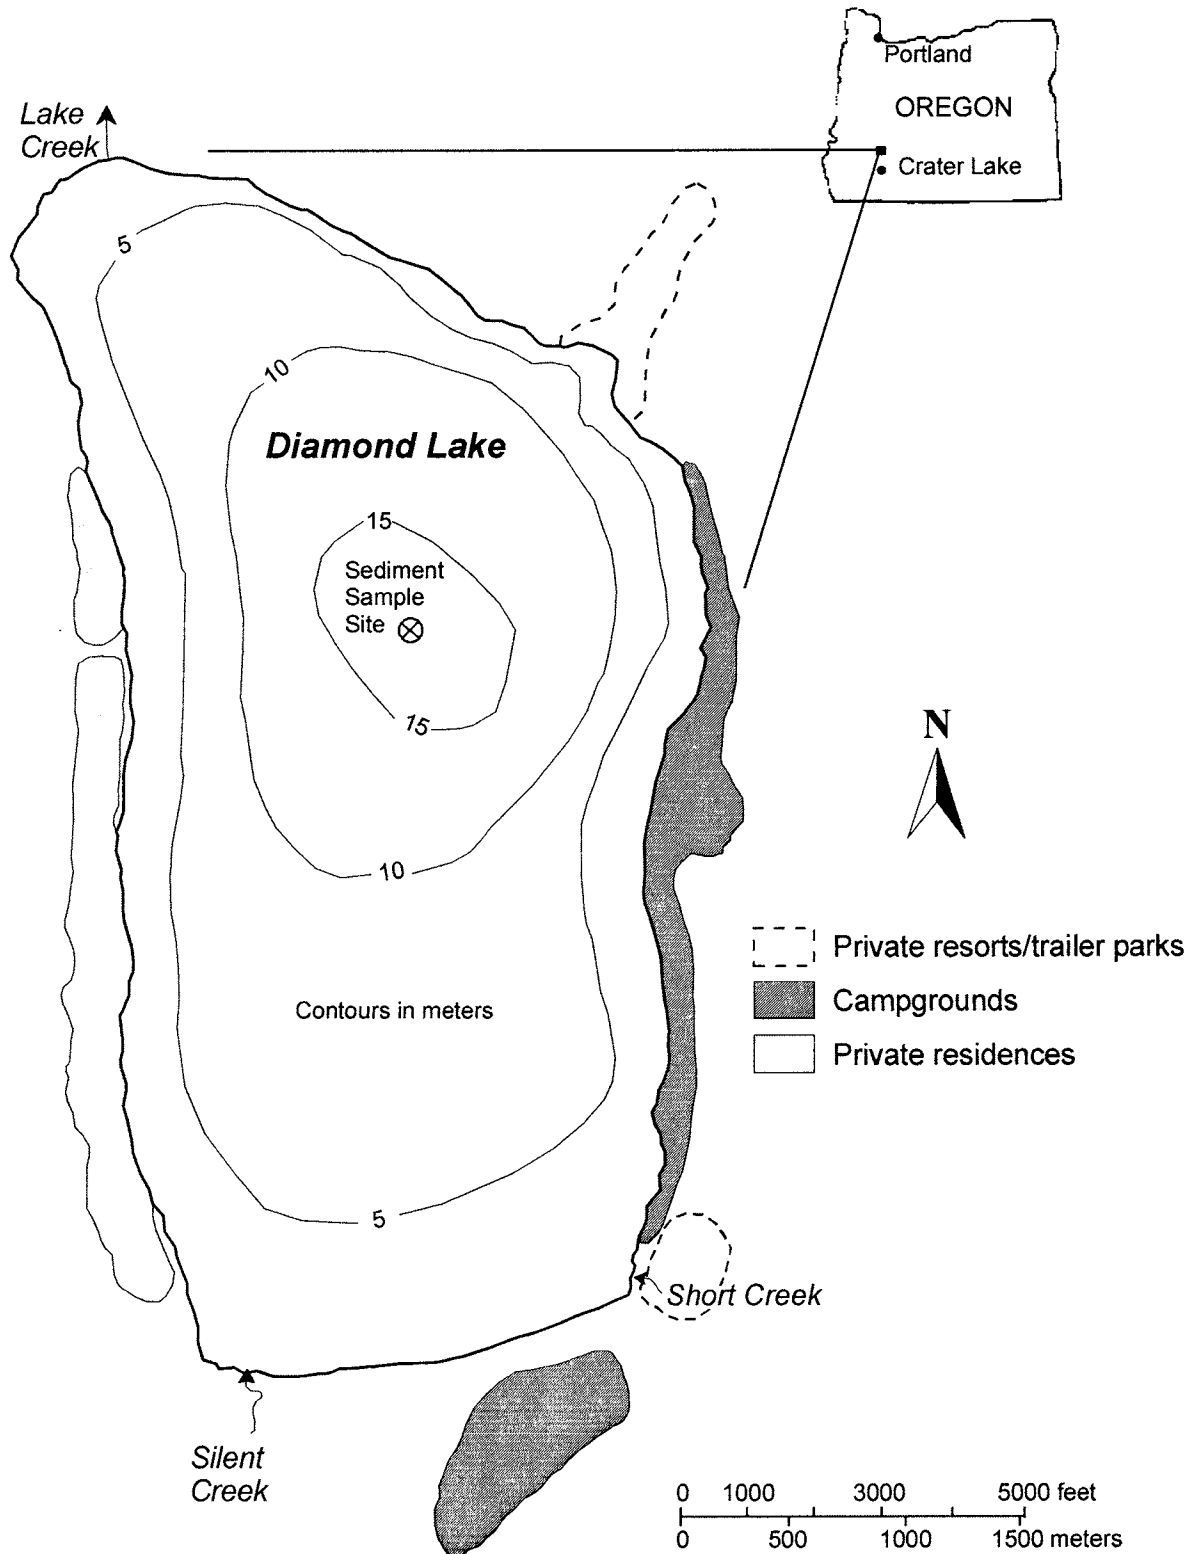 Portland
OREGON
Crater Lake
Lake
Creek
5
10
Diamond Lake
15
Sediment
Sample
Site
15
N
10
Private resorts/trailer parks
Campgrounds
Private residences
Contours in meters
5
Short Creek
Silent
Creek
0 1000 3000 5000 feet
0 500 1000 1500 meters